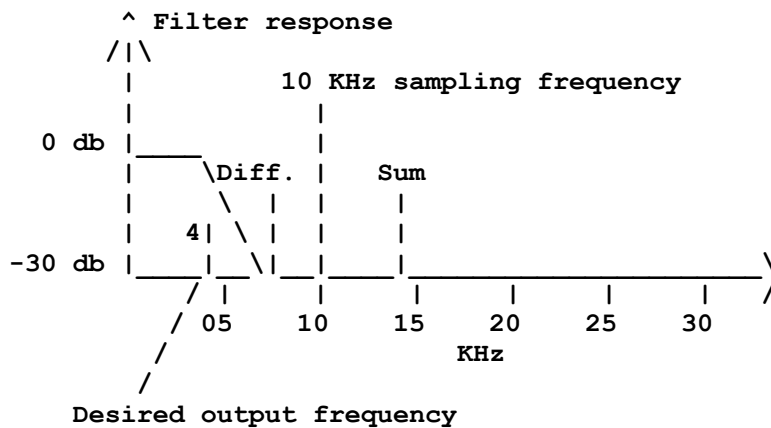 ^ Filter response
10 KHz sampling frequency
0 db
Diff. Sum
4
-30 db
05 10 15 20 25 30
KHz
Desired output frequency